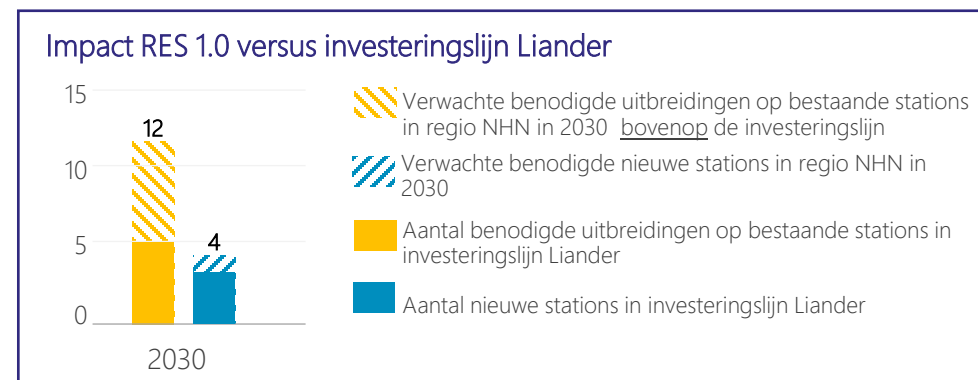 Impact RES 1.0 versus investeringslijn Liander
15
10
5
0
12
4
2030
Verwachte benodigde uitbreidingen op bestaande stations
in regio NHN in 2030 bovenop de investeringslijn
Verwachte benodigde nieuwe stations in regio NHN in
2030
Aantal benodigde uitbreidingen op bestaande stations in
investeringslijn Liander
Aantal nieuwe stations in investeringslijn Liander